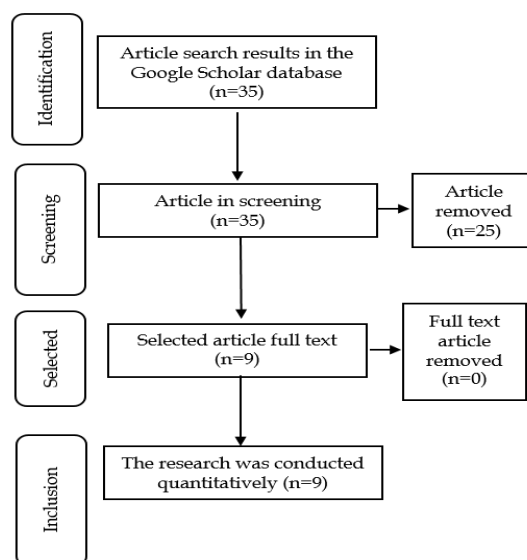 Identification
Article search results in the
Google Scholar database
(n=35)
Screening
Article in screening
(n=35)
Article
removed
(n=25)
Selected
Selected article full text
(n=9)
Full text
article
removed
(n=0)
Inclusion
The research was conducted
quantitatively (n=9)